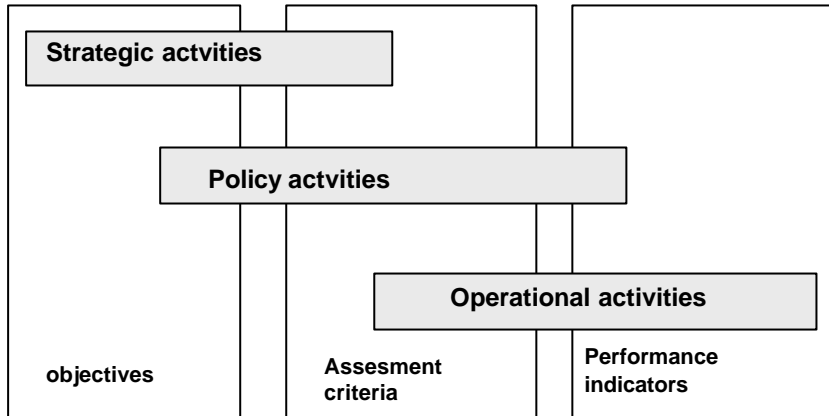 Strategic actvities
Policy actvities
Operational activities
objectives
Assesment
criteria
Performance
indicators